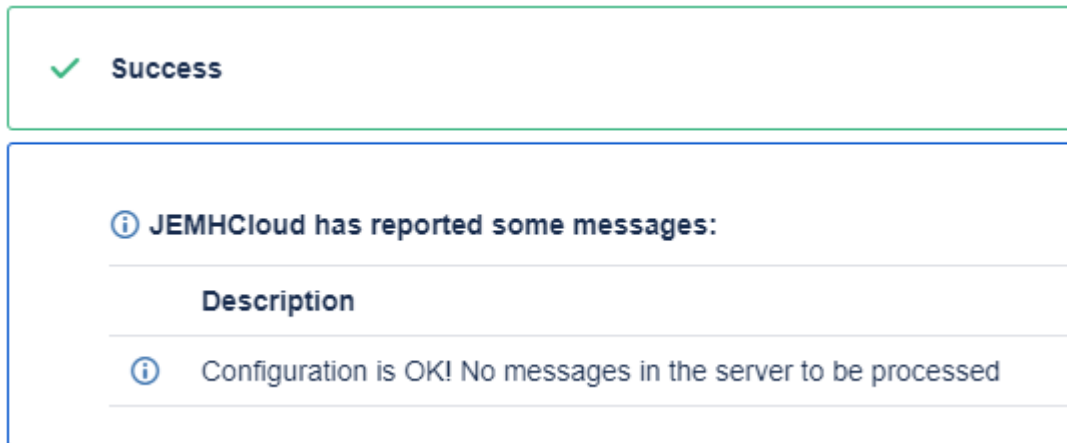 Success
JEMHCloud has reported some messages:
Description
Configuration is OK! No messages in the server to be processed